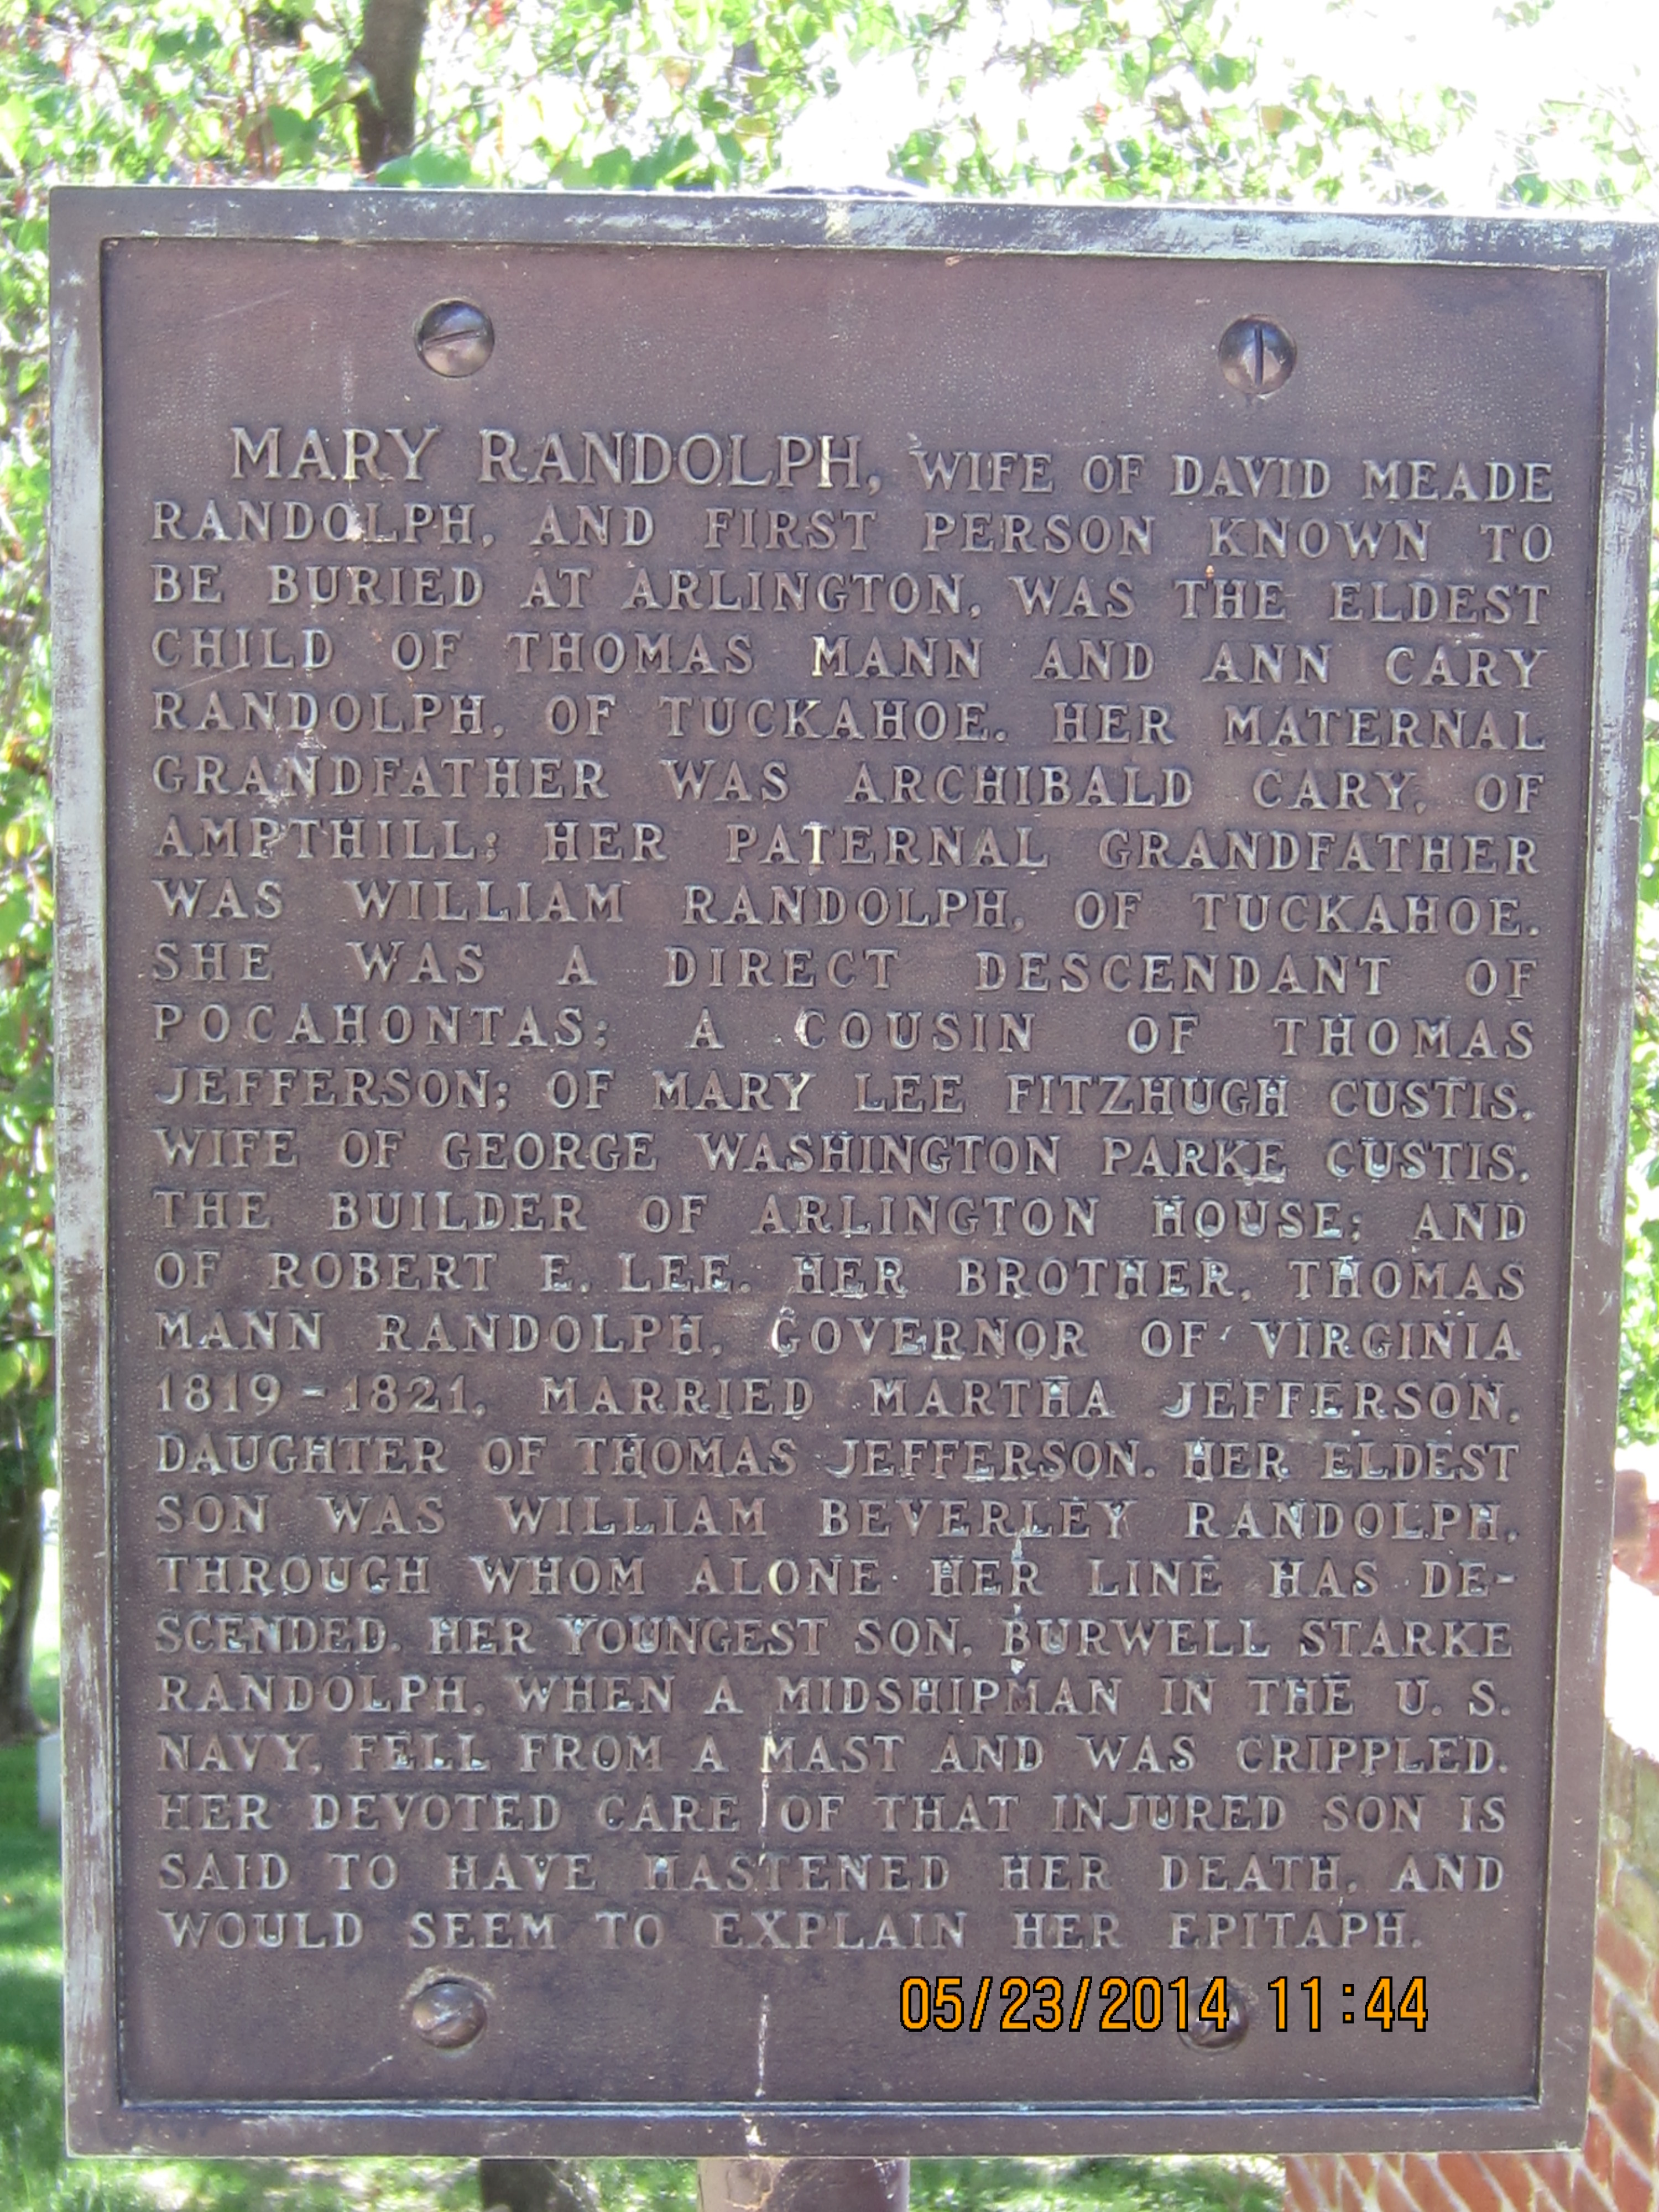 MARY RANDOLPH, WIFE OF DAVID MEADE
RANDOLPH, AND FIRST PERSON KNOWN TO
BE BURIED AT ARLINGTON, WAS THE ELDEST
CHILD OF THOMAS MANN AND ANN CARY
RANDOLPH, OF TUCKAHOE. HER MATERNAL
GRANDFATHER WAS ARCHIBALD CARY, OF
AMPTHILL; HER PATERNAL GRANDFATHER
WAS WILLIAM RANDOLPH, OF TUCKAHOE.
SHE WAS A DIRECT DESCENDANT OF
POCAHONTAS; A COUSIN OF THOMAS
JEFFERSON; OF MARY LEE FITZHUGH CUSTIS,
WIFE OF GEORGE WASHINGTON PARKE CUSTIS,
THE BUILDER OF ARLINGTON HOUSE; AND
OF ROBERT E. LEE. HER BROTHER, THOMAS
MANN RANDOLPH, GOVERNOR OF VIRGINIA
1819-1821, MARRIED MARTHA JEFFERSON,
DAUGHTER OF THOMAS JEFFERSON. HER ELDEST
SON WAS WILLIAM BEVERLEY RANDOLPH,
THROUGH WHOM ALONE HER LINE HAS DE-
SCENDED. HER YOUNGEST SON, BURWELL STARKE
RANDOLPH, WHEN A MIDSHIPMAN IN THE U. S.
NAVY, FELL FROM A MAST AND WAS CRIPPLED.
HER DEVOTED CARE OF THAT INJURED SON IS
SAID TO HAVE HASTENED HER DEATH, AND
WOULD SEEM TO EXPLAIN HER EPITAPH.
05/23/2014 11:44